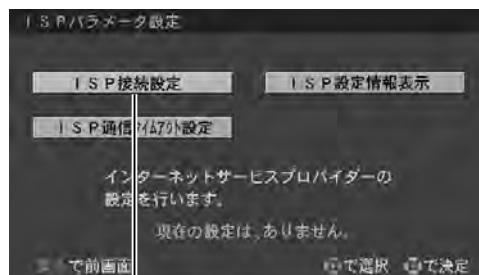 ISPパラメータ設定
ISP接続設定
ISP設定情報表示
ISP通信タイムアウト設定
インターネットサービスプロバイダーの
設定を行います。
現在の設定は、ありません。
で前画面
で選択 で決定